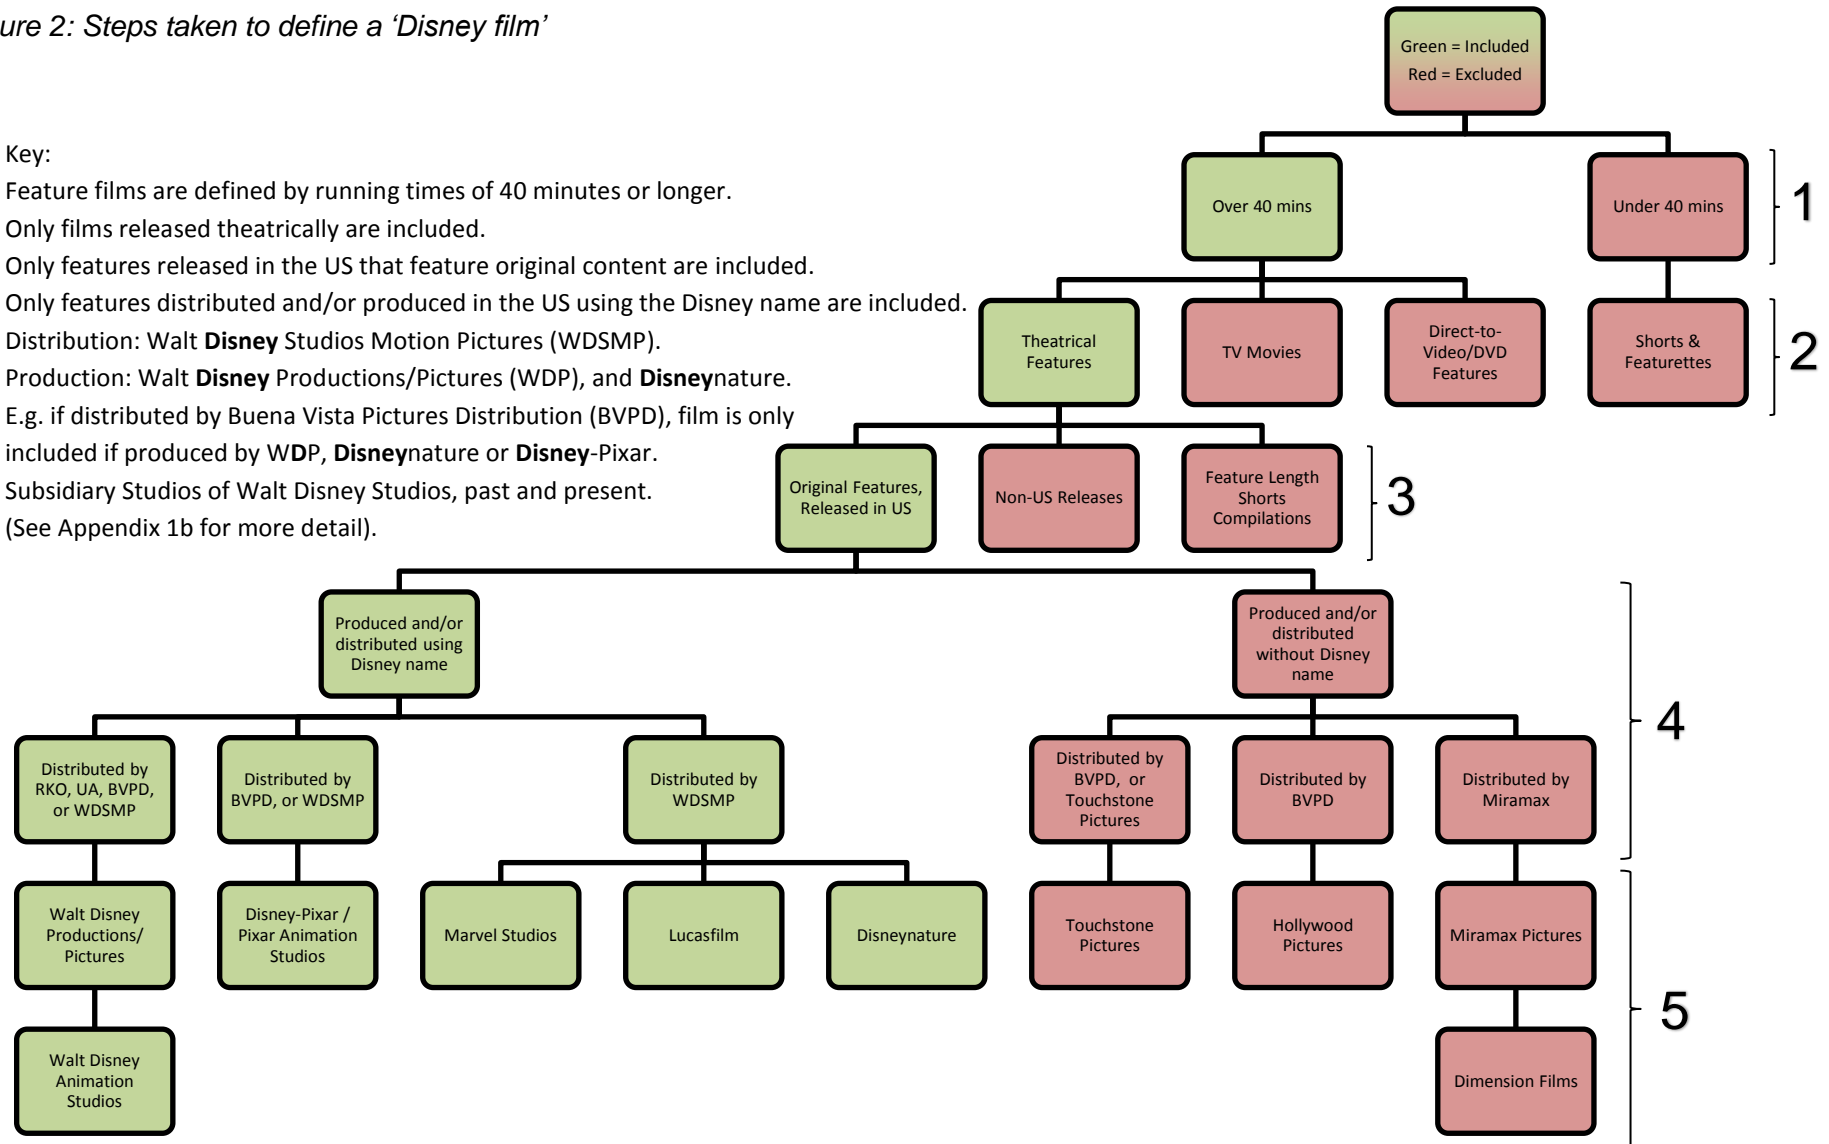 ure 2: Steps taken to define a ‘Disney film’
Green = Included
Red = Excluded
Key:
Feature films are defined by running times of 40 minutes or longer.
Only films released theatrically are included.
Only features released in the US that feature original content are included.
Only features distributed and/or produced in the US using the Disney name are included.
Distribution: Walt Disney Studios Motion Pictures (WDSMP).
Production: Walt Disney Productions/Pictures (WDP), and Disneynature.
E.g. if distributed by Buena Vista Pictures Distribution (BVPD), film is only
included if produced by WDP, Disneynature or Disney-Pixar.
Subsidiary Studios of Walt Disney Studios, past and present.
(See Appendix 1b for more detail).
Over 40 mins
Under 40 mins
1
Theatrical
Features
TV Movies
Direct-to-
Video/DVD
Features
Shorts &
Featurettes
2
Original Features,
Released in US
Non-US Releases
Feature Length
Shorts
Compilations
3
Produced and/or
distributed using
Disney name
Produced and/or
distributed
without Disney
name
4
Distributed by
RKO, UA, BVPD,
or WDSMP
Distributed by
BVPD, or WDSMP
Distributed by
WDSMP
Distributed by
BVPD, or
Touchstone
Pictures
Distributed by
BVPD
Distributed by
Miramax
Walt Disney
Productions/
Pictures
Disney-Pixar /
Pixar Animation
Studios
Marvel Studios
Lucasfilm
Disneynature
Touchstone
Pictures
Hollywood
Pictures
Miramax Pictures
5
Walt Disney
Animation
Studios
Dimension Films